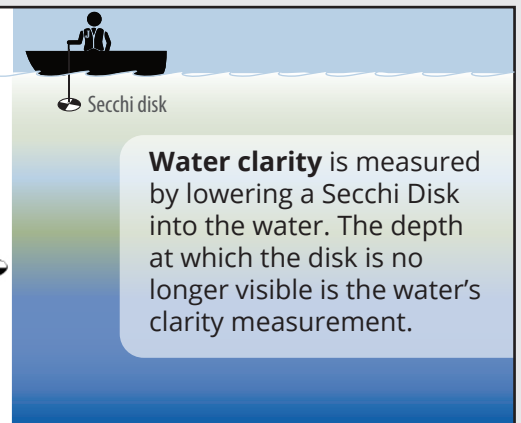 Secchi disk
Water clarity is measured
by lowering a Secchi Disk
into the water. The depth
at which the disk is no
longer visible is the water’s
clarity measurement.